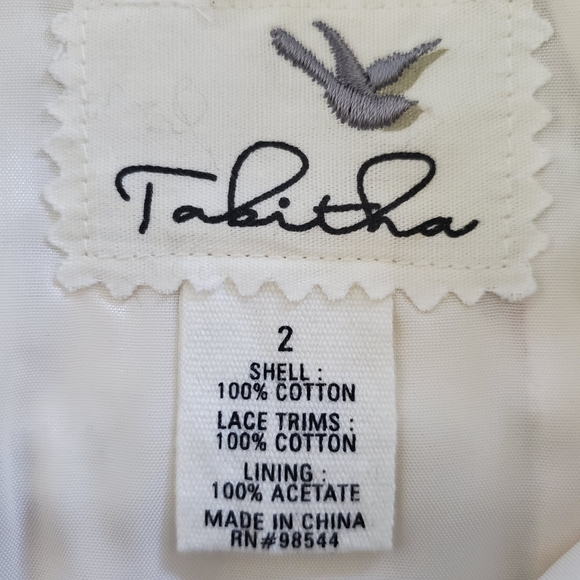 Tabitha
2
SHELL :
100% COTTON
LACE TRIMS :
100% COTTON
LINING :
100% ACETATE
MADE IN CHINA
RN#98544